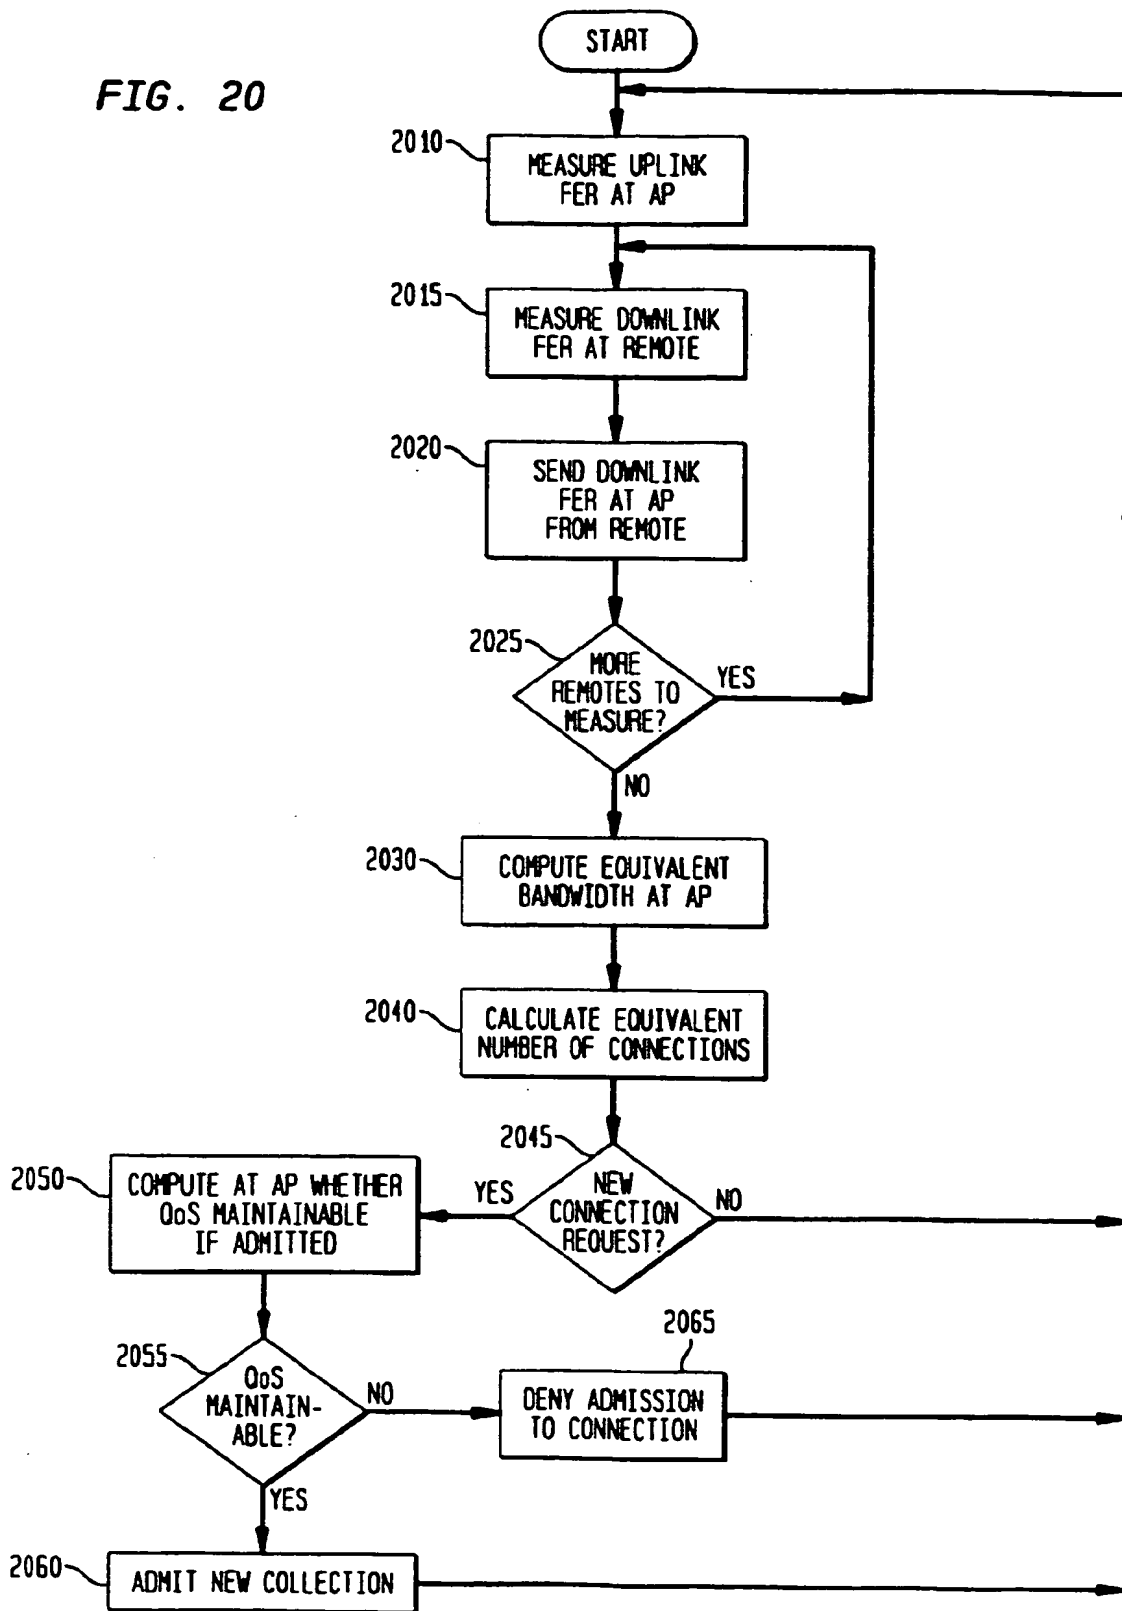 START
FIG. 20
2010
MEASURE UPLINK
FER AT AP
2015
MEASURE DOWNLINK
FER AT REMOTE
2020
SEND DOWNLINK
FER AT AP
FROM REMOTE
2025
MORE
REMOTES TO
MEASURE?
YES
NO
2030
COMPUTE EQUIVALENT
BANDWIDTH AT AP
2040
CALCULATE EQUIVALENT
NUMBER OF CONNECTIONS
2045
NEW
CONNECTION
REQUEST?
YES
NO
2050
COMPUTE AT AP WHETHER
QoS MAINTAINABLE
IF ADMITTED
2055
QoS
MAINTAIN-
ABLE?
NO
2065
DENY ADMISSION
TO CONNECTION
YES
2060
ADMIT NEW COLLECTION